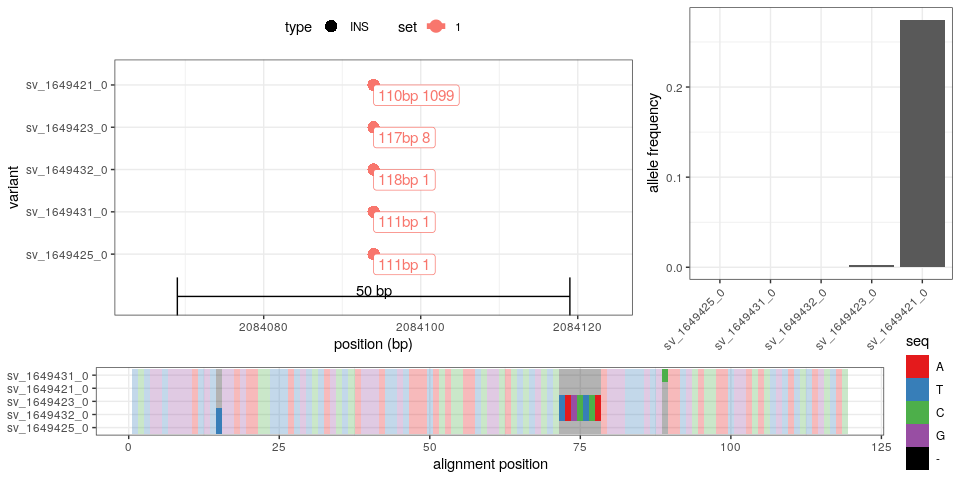 type INS set 1
variant
sv_1649421_0
sv_1649423_0
sv_1649432_0
sv_1649431_0
sv_1649425_0
110bp 1099
117bp 8
118bp 1
111bp 1
111bp 1
50 bp
2084080 2084100 2084120
position (bp)
allele frequency
0.2
0.1
0.0
sv_1649425_0
sv_1649431_0
sv_1649432_0
sv_1649423_0
sv_1649421_0
sv_1649431_0
sv_1649421_0
sv_1649423_0
sv_1649432_0
sv_1649425_0
0 25 50 75 100 125
alignment position
seq
A
T
C
G
-